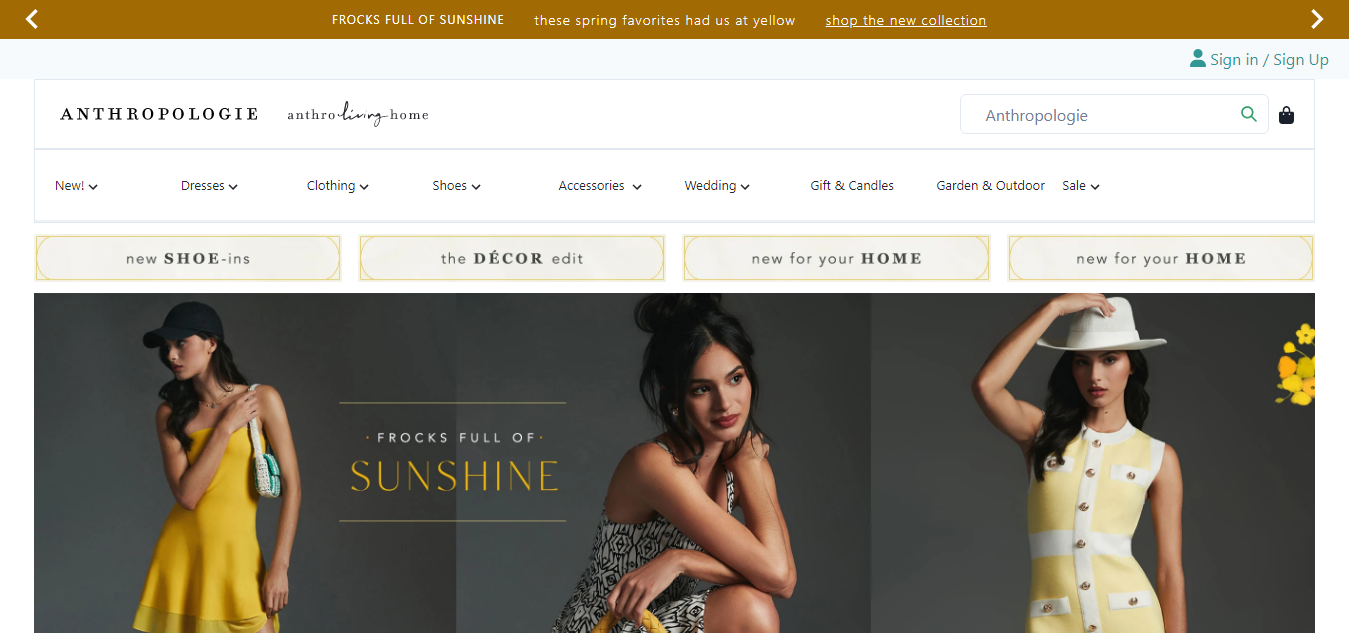 FROCKS FULL OF SUNSHINE these spring favorites had us at yellow shop the new collection
Sign in / Sign Up
ANTHROPOLOGIE anthroliving home Anthropologie
New! Dresses Clothing Shoes Accessories Wedding Gift & Candles Garden & Outdoor Sale
new SHOE-ins the DÉCOR edit new for your HOME new for your HOME
· FROCKS FULL OF ·
SUNSHINE